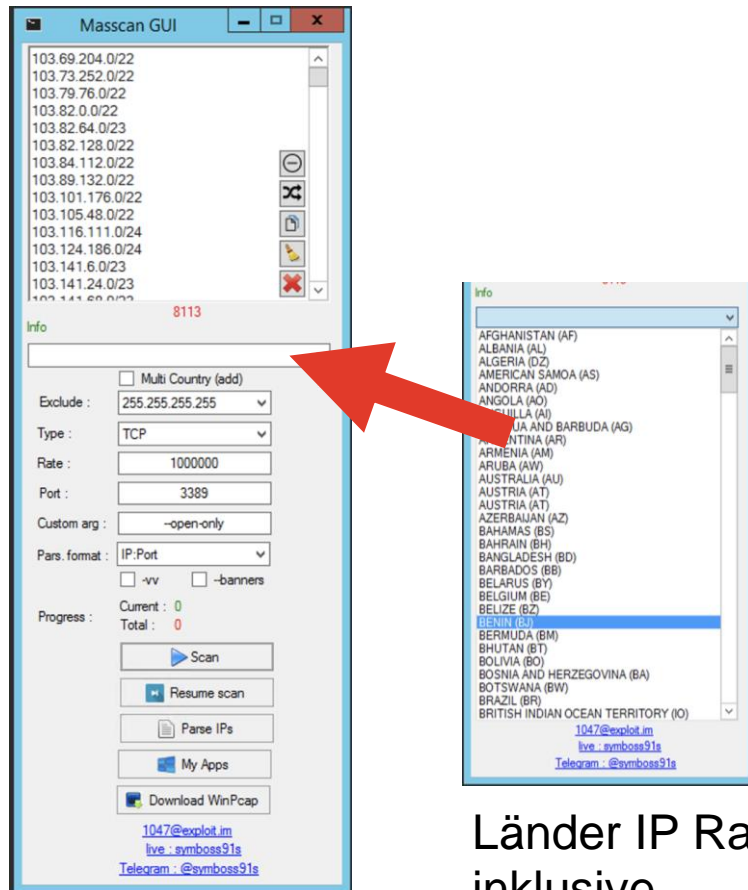 Masscan GUI
103.69.204.0/22
103.73.252.0/22
103.79.76.0/22
103.82.0.0/22
103.82.64.0/23
103.82.128.0/22
103.84.112.0/22
103.89.132.0/22
103.101.176.0/22
103.105.48.0/22
103.116.111.0/24
103.124.186.0/24
103.141.6.0/23
103.141.24.0/23
8113
Info
Multi Country (add)
Exclude : 255.255.255.255
Type : TCP
Rate : 1000000
Port : 3389
Custom arg : --open-only
Pars. format : IP:Port
-vv --banners
Progress :
Current : 0
Total : 0
Scan
Resume scan
Parse IPs
My Apps
Download WinPcap
1047@exploit.im
live : symboss91s
Telegram : @symboss91s
Info
AFGHANISTAN (AF)
ALBANIA (AL)
ALGERIA (DZ)
AMERICAN SAMOA (AS)
ANDORRA (AD)
ANGOLA (AO)
(AI)
AND BARBUDA (AG)
(AR)
ARMENIA (AM)
ARUBA (AW)
AUSTRALIA (AU)
AUSTRIA (AT)
AUSTRIA (AT)
AZERBAIJAN (AZ)
BAHAMAS (BS)
BAHRAIN (BH)
BANGLADESH (BD)
BARBADOS (BB)
BELARUS (BY)
BELGIUM (BE)
BELIZE (BZ)
BENIN (BJ)
BERMUDA (BM)
BHUTAN (BT)
BOLIVIA (BO)
BOSNIA AND HERZEGOVINA (BA)
BOTSWANA (BW)
BRAZIL (BR)
BRITISH INDIAN OCEAN TERRITORY (IO)
1047@exploit.im
live : symboss91s
Telegram : @symboss91s
Länder IP Ra
inklusive